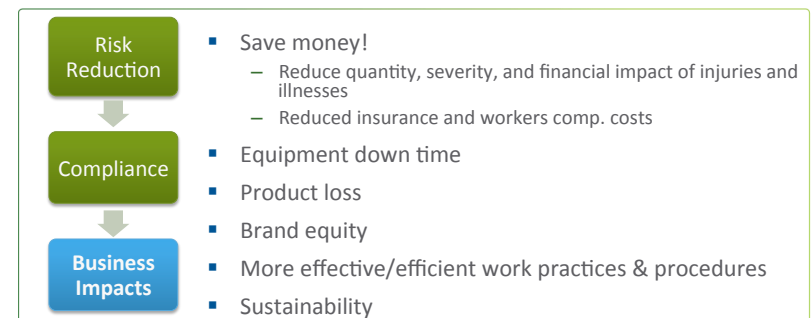 Risk
Reduction
Compliance
Business
Impacts
▪ Save money!
– Reduce quantity, severity, and financial impact of injuries and
illnesses
– Reduced insurance and workers comp. costs
▪ Equipment down time
▪ Product loss
▪ Brand equity
▪ More effective/efficient work practices & procedures
▪ Sustainability